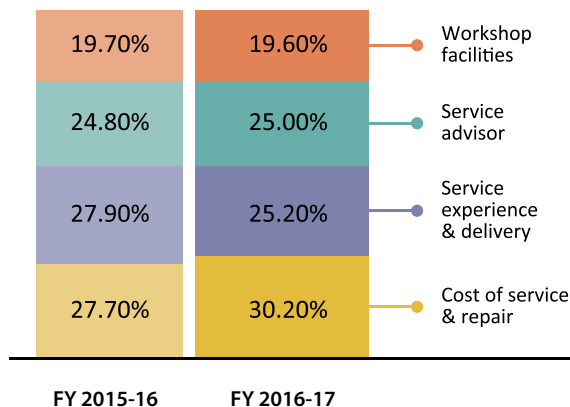 19.70%
19.60%
Workshop
facilities
24.80%
25.00%
Service
advisor
27.90%
25.20%
Service
experience
& delivery
27.70%
30.20%
Cost of service
& repair
FY 2015-16
FY 2016-17